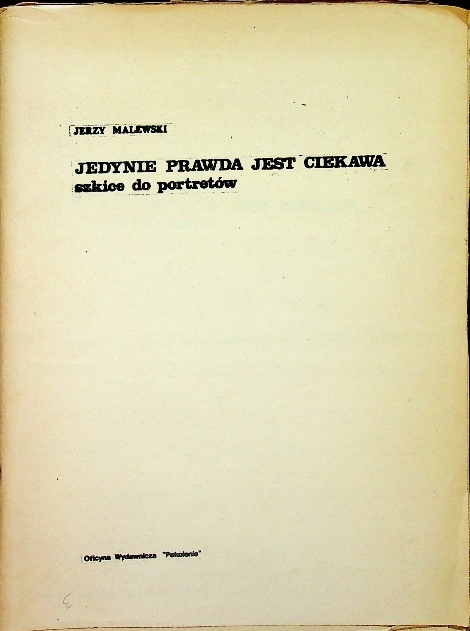 JERZY MALEWSKI
JEDYNIE PRAWDA JEST CIEKAWA
szkice do portretów
Oficyna Wydawnicza "Pokolenie"